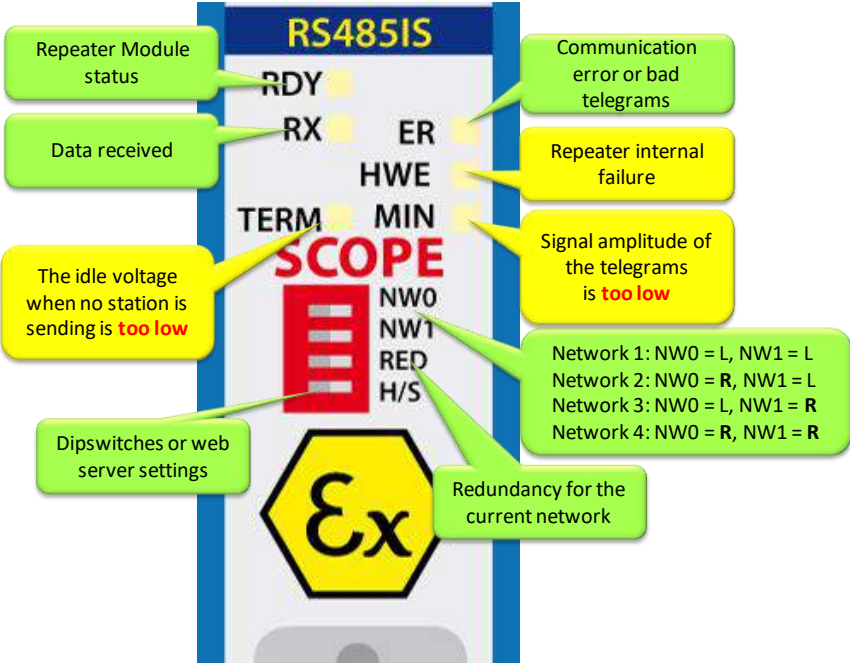 RS485IS
Repeater Module
status
RDY
Communication
error or bad
telegrams
Data received
RX
ER
HWE
Repeater internal
failure
TERM
MIN
SCOPE
Signal amplitude of
the telegrams
is too low
The idle voltage
when no station is
sending is too low
NW0
NW1
RED
H/S
Network 1: NW0 = L, NW1 = L
Network 2: NW0 = R, NW1 = L
Network 3: NW0 = L, NW1 = R
Network 4: NW0 = R, NW1 = R
Dipswitches or web
server settings
Redundancy for the
current network
Ex